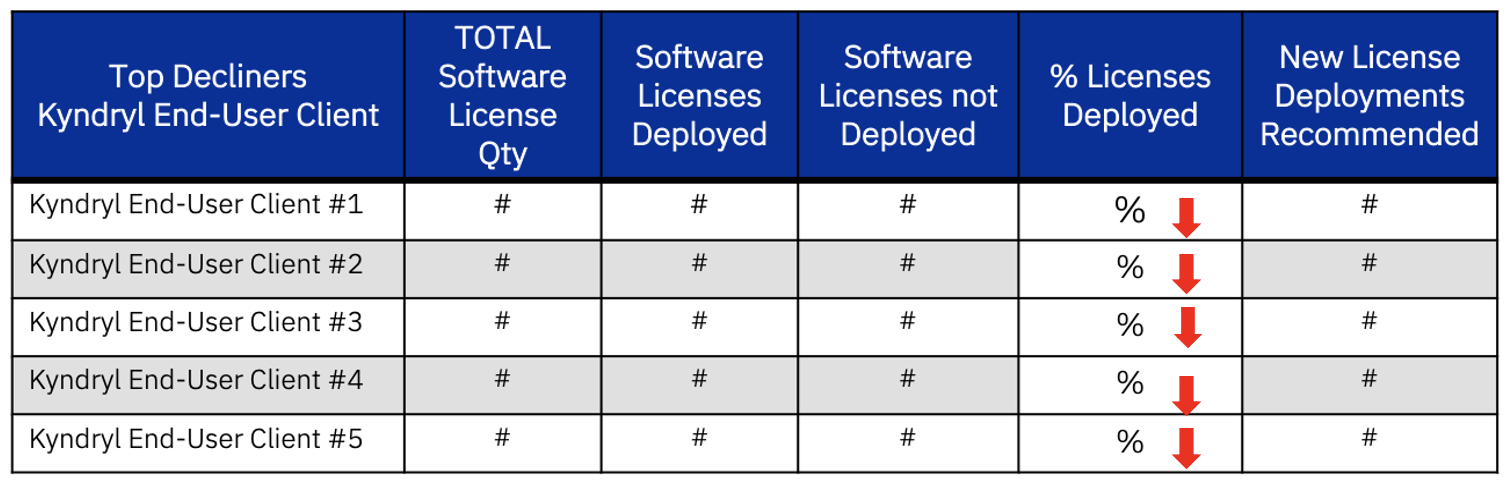 Top Decliners
Kyndryl End-User Client
TOTAL
Software
License
Qty
Software
Licenses
Deployed
Software
Licenses not
Deployed
% Licenses
Deployed
New License
Deployments
Recommended
Kyndryl End-User Client #1 # # # % #
Kyndryl End-User Client #2 # # # % #
Kyndryl End-User Client #3 # # # % #
Kyndryl End-User Client #4 # # # % #
Kyndryl End-User Client #5 # # # % #